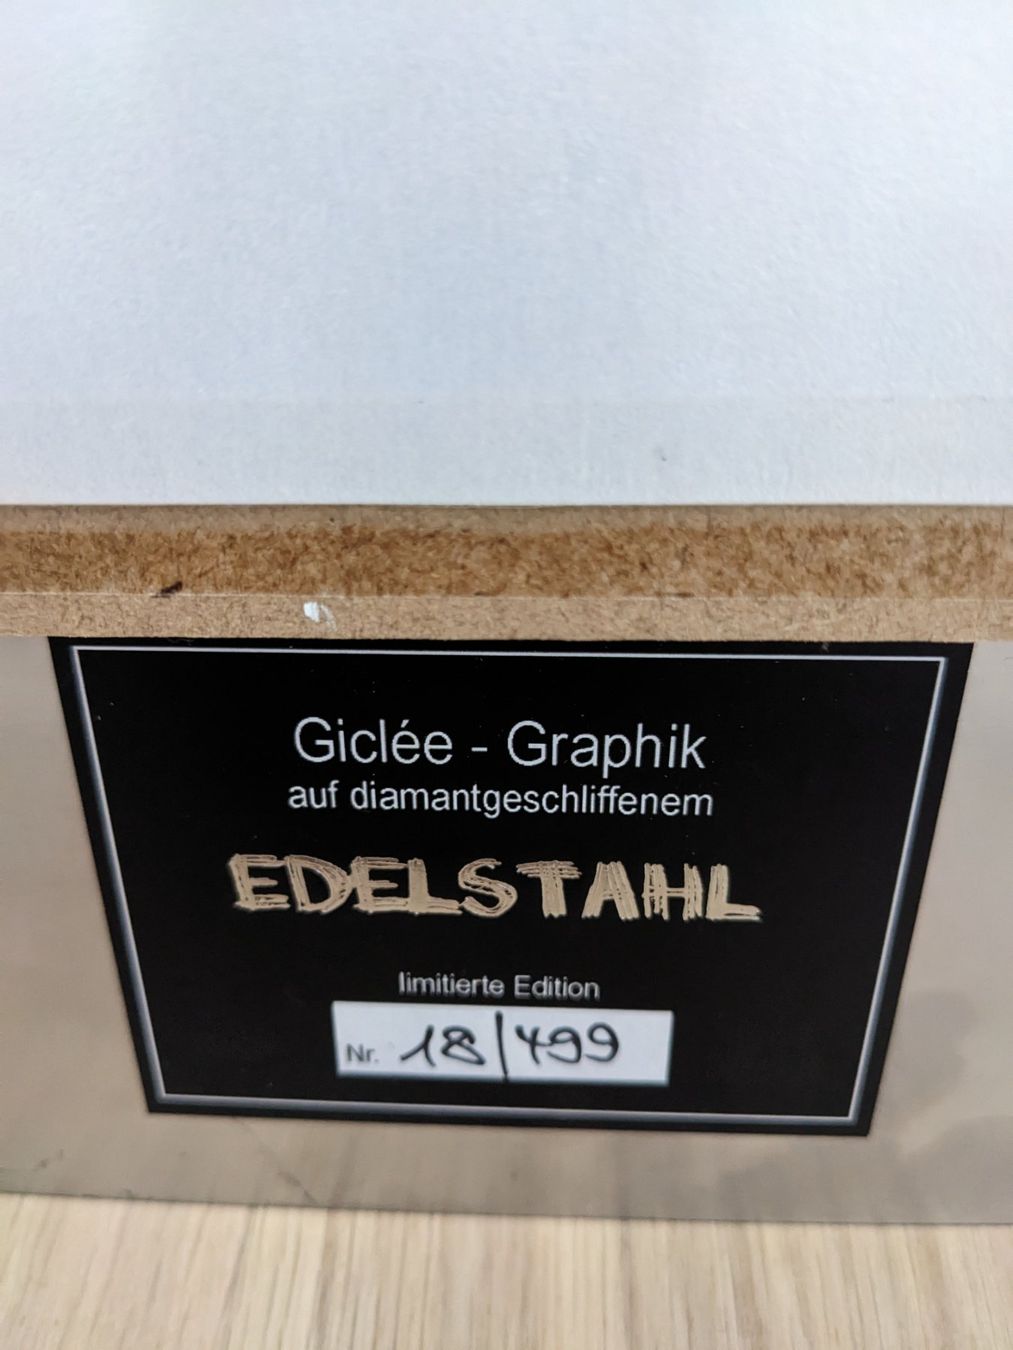 Giclée - Graphik
auf diamantgeschliffenem
EDELSTAHL
limitierte Edition
Nr. 18/499